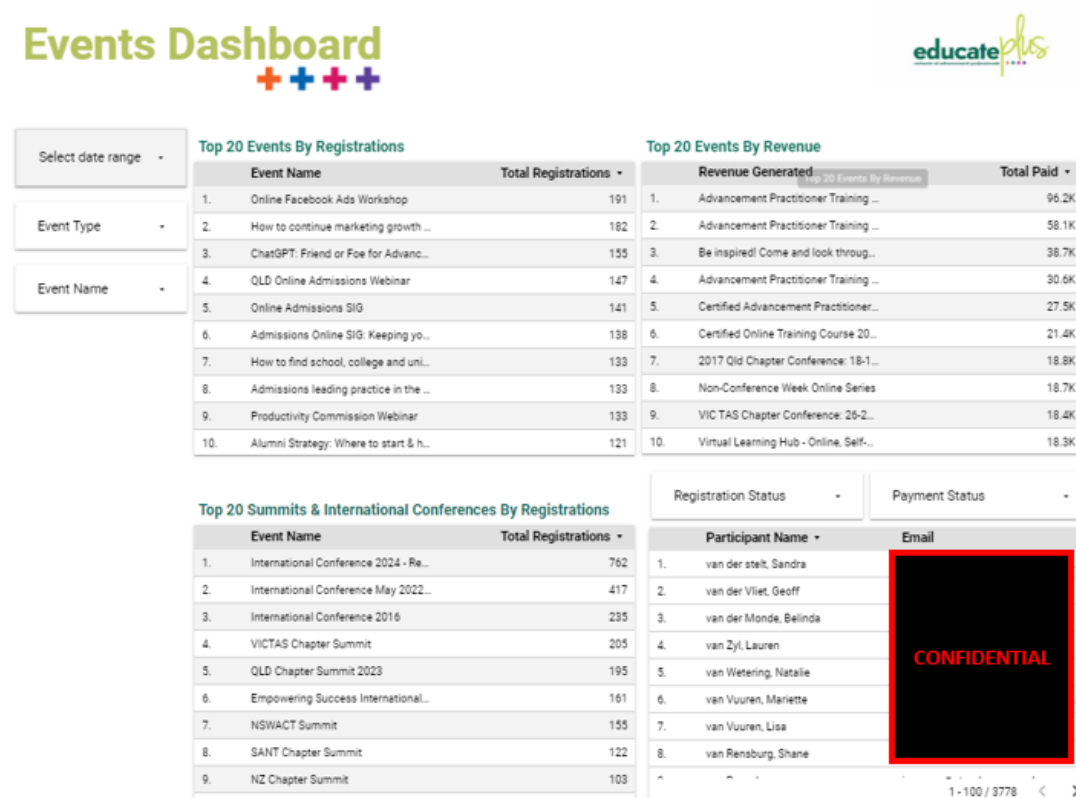 Events Dashboard
educateplus
Select date range
Event Type
Event Name
Top 20 Events By Registrations
Event Name Total Registrations
1. Online Facebook Ads Workshop 191
2. How to continue marketing growth ... 182
3. ChatGPT: Friend or Foe for Advanc... 155
4. QLD Online Admissions Webinar 147
5. Online Admissions SIG 141
6. Admissions Online SIG: Keeping yo... 138
7. How to find school, college and uni... 133
8. Admissions leading practice in the ... 133
9. Productivity Commission Webinar 133
10. Alumni Strategy: Where to start & h... 121
Top 20 Events By Revenue
Revenue Generated Total Paid
Top 20 Events By Revenue
1. Advancement Practitioner Training ... 96.2K
2. Advancement Practitioner Training ... 58.1K
3. Be inspired! Come and look throug... 38.7K
4. Advancement Practitioner Training ... 30.6K
5. Certified Advancement Practitioner... 27.5K
6. Certified Online Training Course 20... 21.4K
7. 2017 Qld Chapter Conference: 18-1... 18.8K
8. Non-Conference Week Online Series 18.7K
9. VIC TAS Chapter Conference: 26-2... 18.4K
10. Virtual Learning Hub - Online, Self-... 18.3K
Top 20 Summits & International Conferences By Registrations
Event Name Total Registrations
1. International Conference 2024 - Re... 762
2. International Conference May 2022... 417
3. International Conference 2016 235
4. VICTAS Chapter Summit 205
5. QLD Chapter Summit 2023 195
6. Empowering Success International... 161
7. NSWACT Summit 155
8. SANT Chapter Summit 122
9. NZ Chapter Summit 103
Registration Status
Payment Status
Participant Name Email
1. van der stelt, Sandra
2. van der Vliet, Geoff
3. van der Monde, Belinda
4. van Zyl, Lauren
5. van Wetering, Natalie
6. van Vuuren, Mariette
7. van Vuuren, Lisa
8. van Rensburg, Shane
CONFIDENTIAL
1 - 100 / 3778